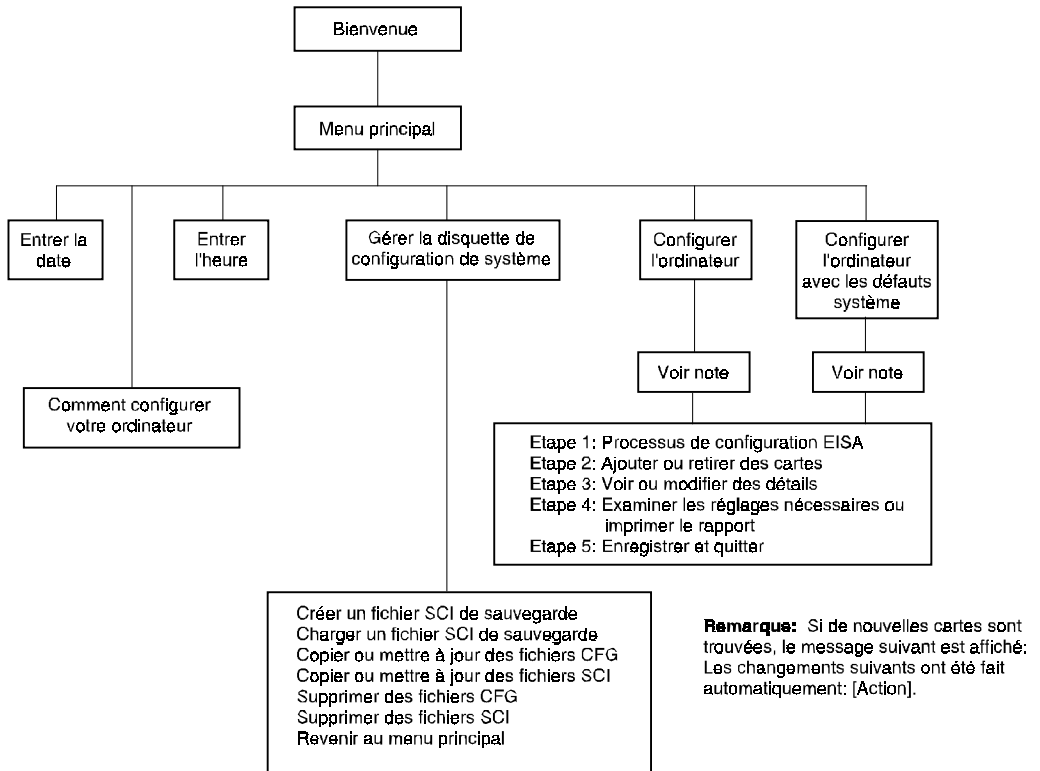 Bienvenue
Menu principal
Entrer la
date
Entrer
l'heure
Gérer la disquette de
configuration de système
Configurer
l'ordinateur
Configurer
l'ordinateur
avec les défauts
système
Voir note
Voir note
Comment configurer
votre ordinateur
Etape 1: Processus de configuration EISA
Etape 2: Ajouter ou retirer des cartes
Etape 3: Voir ou modifier des détails
Etape 4: Examiner les réglages nécessaires ou
imprimer le rapport
Etape 5: Enregistrer et quitter
Créer un fichier SCI de sauvegarde
Charger un fichier SCI de sauvegarde
Copier ou mettre à jour des fichiers CFG
Copier ou mettre à jour des fichiers SCI
Supprimer des fichiers CFG
Supprimer des fichiers SCI
Revenir au menu principal
Remarque: Si de nouvelles cartes sont
trouvées, le message suivant est affiché:
Les changements suivants ont été fait
automatiquement: [Action].